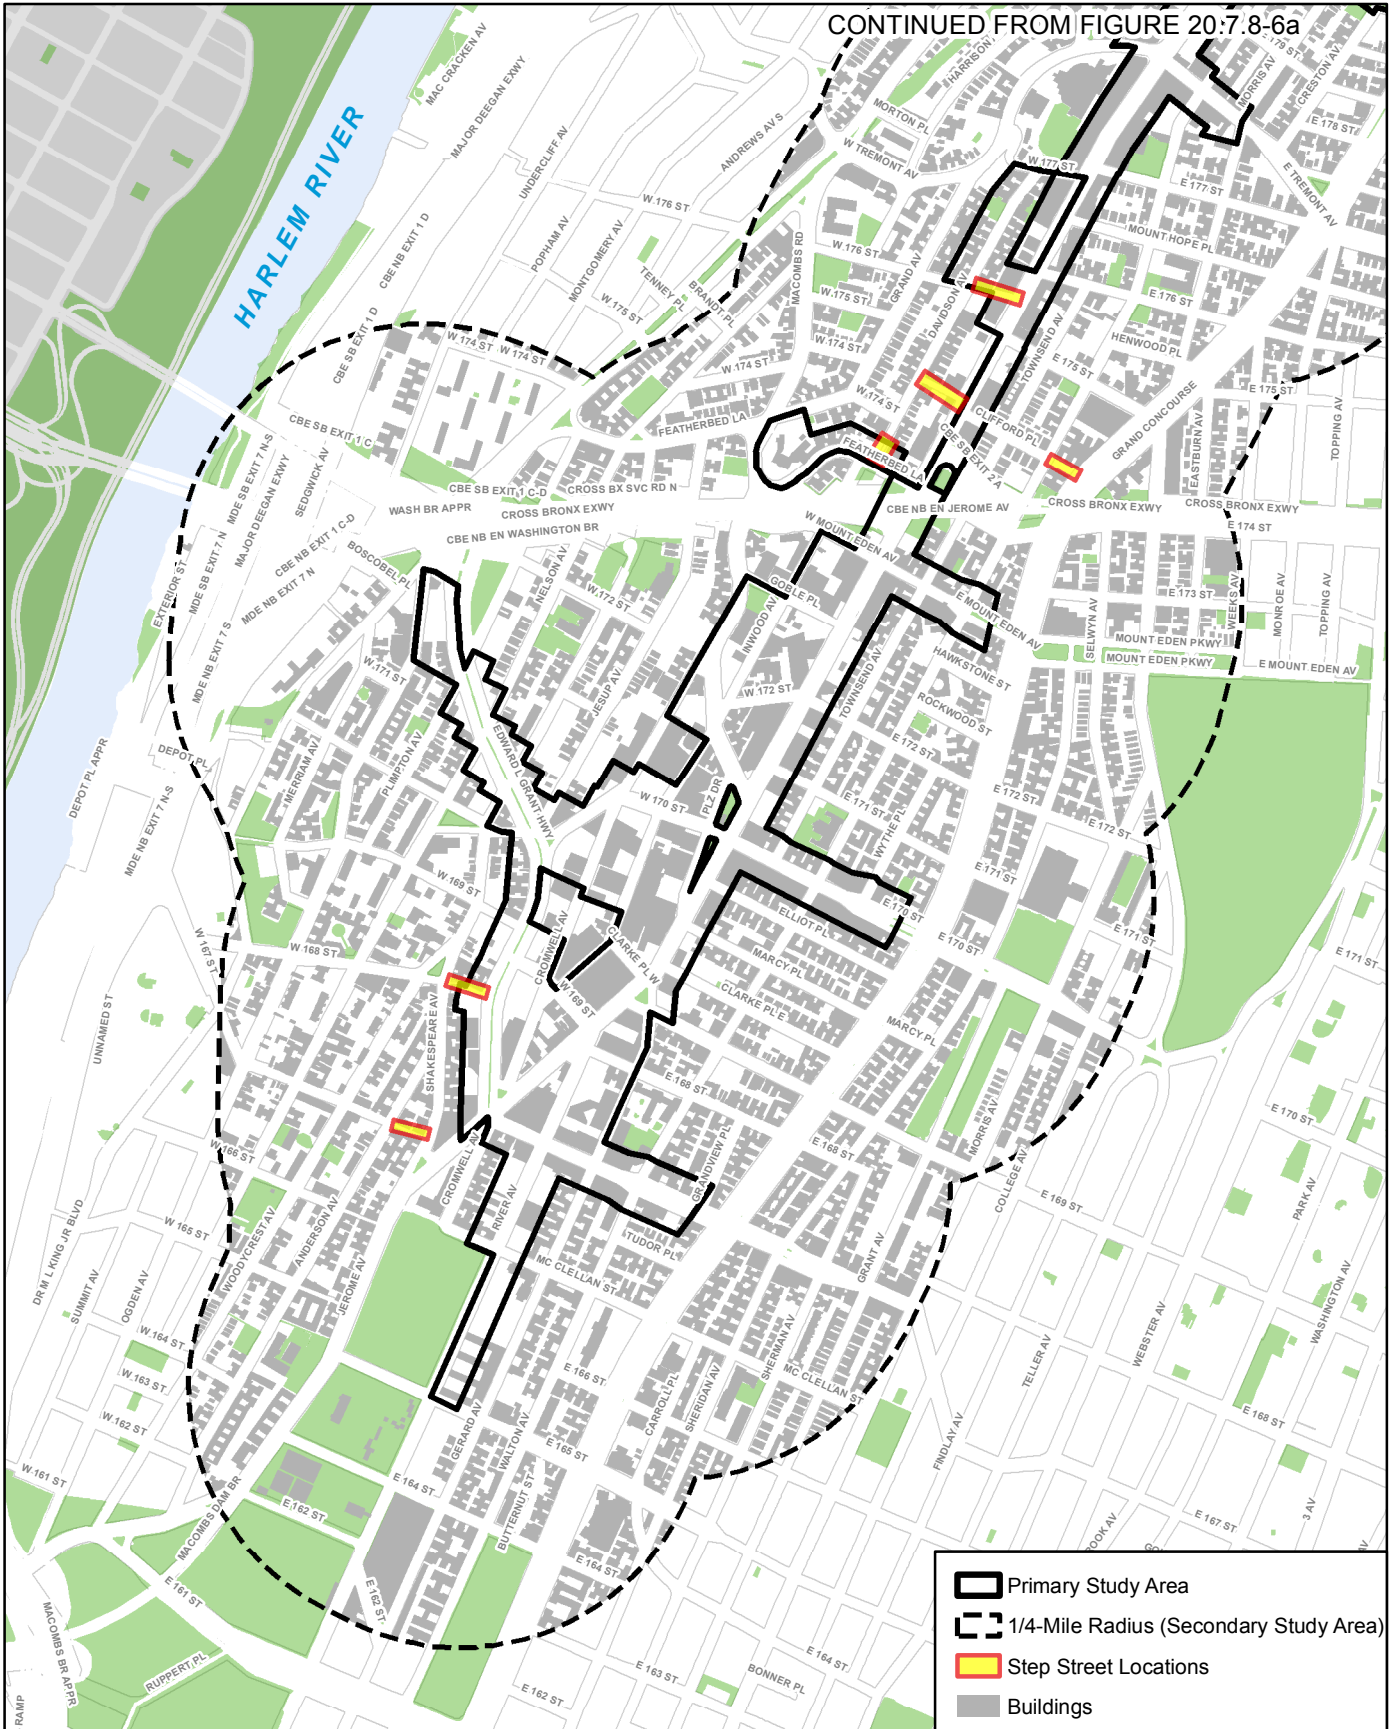 CONTINUED FROM FIGURE 20.7.8-6a
MAC CRACKEN AV
HARRISON AV
E 179 ST
MORRIS AV
CRESTON AV
MAJOR DEEGAN EXWY
HARLEM RIVER
UNDERCLIFF AV
ANDREWS AV S
MORTON PL
W TREMONT AV
E 178 ST
W 177 ST
E 177 ST
E TREMONT AV
W 176 ST
CBE NB EXIT 1 D
POPHAM AV
MONTGOMERY AV
MACOMBS RD
W 176 ST
GRAND AV
MOUNT HOPE PL
TENNEY PL
BRANDT PL
W 175 ST
W 175 ST
DAVIDSON AV
E 176 ST
CBE SB EXIT 1 D
W 174 ST
W 174 ST
W 174 ST
W 174 ST
TOWNSEND AV
HENWOOD PL
E 175 ST
E 175 ST
W 174 ST
CLIFFORD PL
GRAND CONCOURSE
TOPPING AV
CBE SB EXIT 1 C
FEATHERBED LA
FEATHERBED LA
CBE SB EXIT 2 A
EASTBURN AV
MDE SB EXIT 7 N-S
SEDGWICK AV
CBE SB EXIT 1 C-D
CROSS BX SVC RD N
WASH BR APPR
CROSS BRONX EXWY
CBE NB EN JEROME AV
CROSS BRONX EXWY
CROSS BRONX EXWY
MAJOR DEEGAN EXWY
CBE NB EN WASHINGTON BR
W MOUNT EDEN AV
E 174 ST
CBE NB EXIT 1 C-D
BOSCOBEL PL
EXTERIOR ST
MDE SB EXIT 7 N
MDE NB EXIT 7 N
NELSON AV
W 172 ST
GOBLE PL
INWOOD AV
E MOUNT EDEN AV
E 173 ST
WEEKS AV
MONROE AV
TOPPING AV
MDE NB EXIT 7 S
SELWYN AV
MOUNT EDEN PKWY
MOUNT EDEN PKWY
E MOUNT EDEN AV
HAWKSTONE ST
W 171 ST
JESUP AV
W 172 ST
TOWNSEND AV
ROCKWOOD ST
EDWARD L GRANT HWY
E 172 ST
DEPOT PL
DEPOT PL APPR
MERRIAM AV
PLIMPTON AV
PLZ DR
W 170 ST
E 171 ST
WYTHE PL
E 172 ST
E 172 ST
MDE NB EXIT 7 N-S
W 169 ST
E 171 ST
E 170 ST
ELLIOT PL
CROMWELL AV
CLARKE PL W
W 167 ST
W 168 ST
MARCY PL
E 170 ST
E 171 ST
E 171 ST
W 169 ST
CLARKE PL E
MARCY PL
UNNAMED ST
SHAKESPEARE AV
E 168 ST
MORRIS AV
E 170 ST
W 166 ST
CROMWELL AV
GRANDVIEW PL
E 168 ST
COLLEGE AV
E 169 ST
PARK AV
DR M L KING JR BLVD
W 165 ST
WOODYCREST AV
ANDERSON AV
JEROME AV
RIVER AV
TUDOR PL
MC CLELLAN ST
GRANT AV
SUMMIT AV
OGDEN AV
W 164 ST
W 163 ST
W 162 ST
W 161 ST
E 166 ST
CARROLL PL
SHERIDAN AV
SHERMAN AV
MC CLELLAN ST
TELLER AV
WEBSTER AV
WASHINGTON AV
E 168 ST
GERARD AV
WALTON AV
E 165 ST
FINDLAY AV
E 164 ST
E 162 ST
BUTTERNUT ST
MACOMBS DAM BR
E 167 ST
3 AV
OOK AV
E 161 ST
E 162 ST
E 164 ST
MACOMBS BR APPR
RUPPERT PL
E 163 ST
E 162 ST
BONNER PL
E 164 ST
RAMP
Primary Study Area
1/4-Mile Radius (Secondary Study Area)
Step Street Locations
Buildings